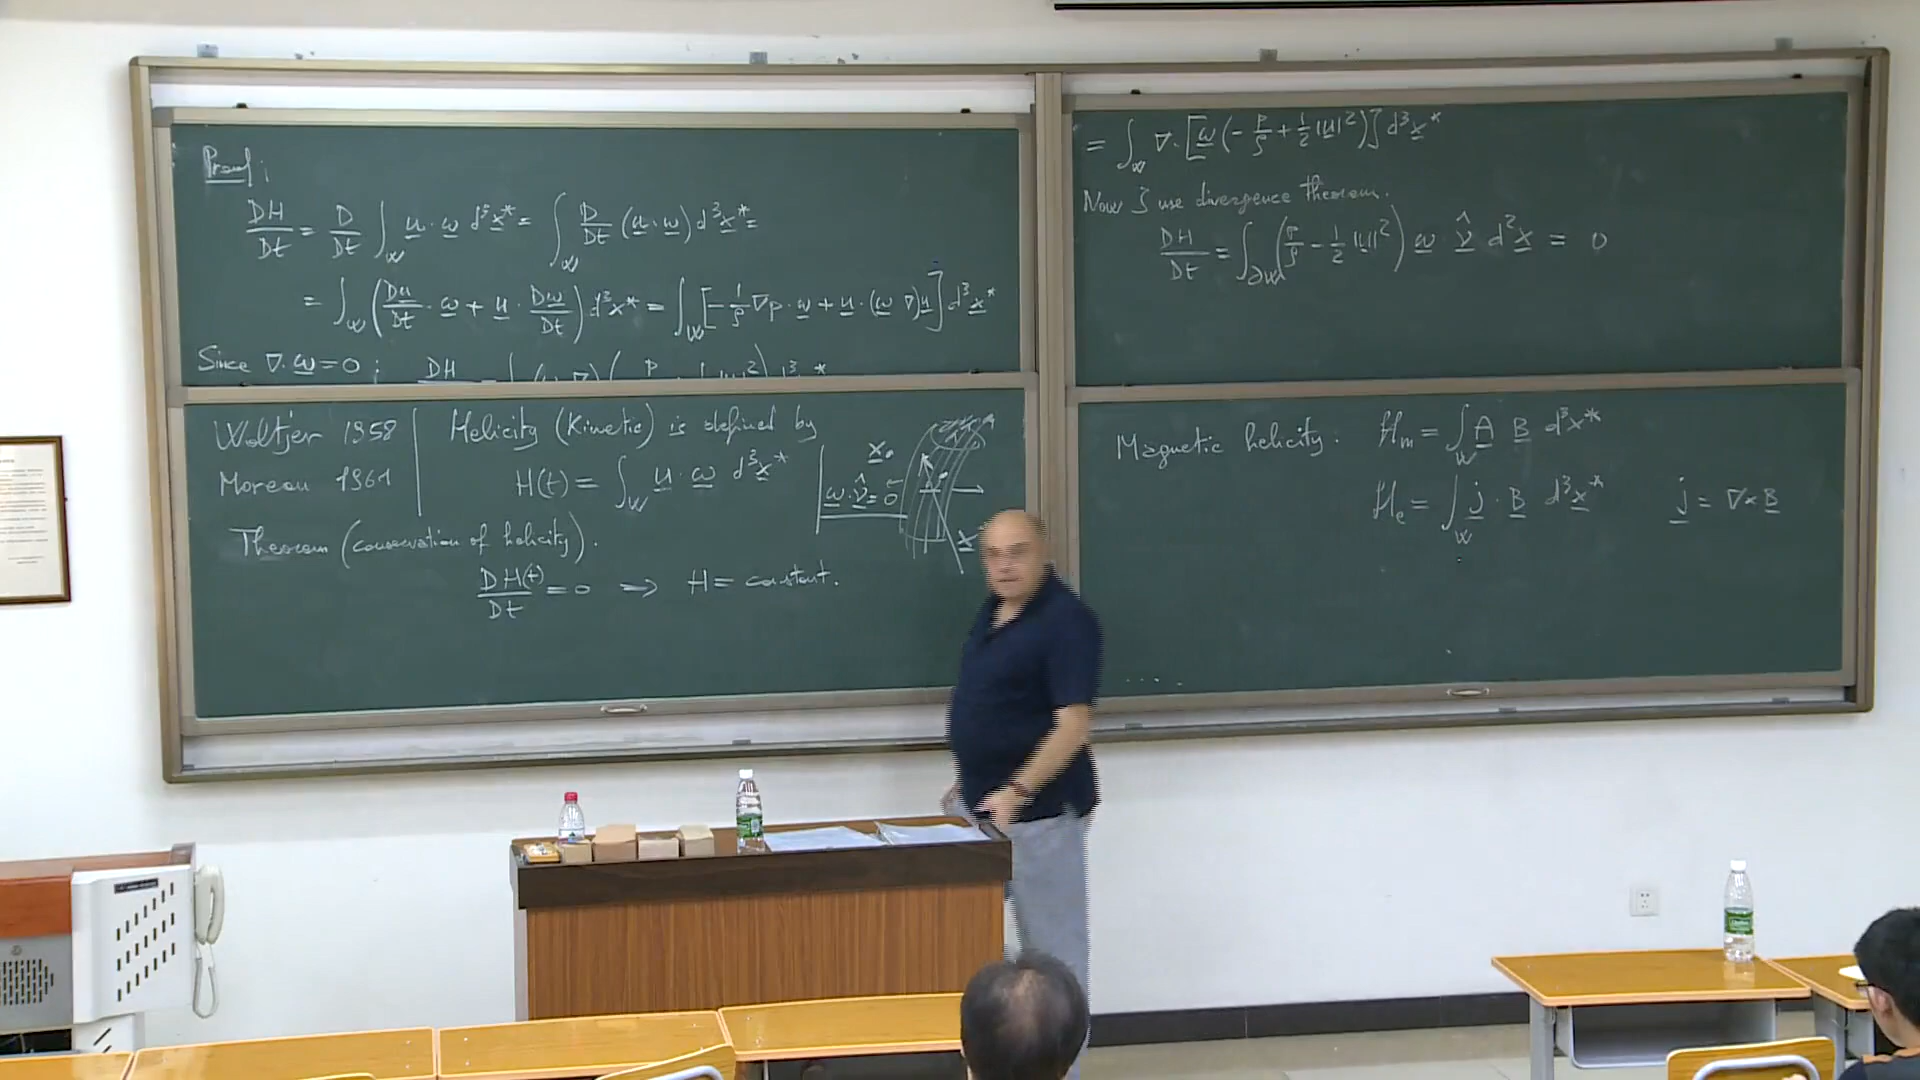 Proof:
DH/Dt = D/Dt ∫_W u · ω d³x* = ∫_W D/Dt (u · ω) d³x* =
= ∫_W (Du/Dt · ω + u · Dω/Dt) d³x* = ∫_W [-1/ρ ∇p · ω + u · (ω ∇)u] d³x*
Since ∇·ω = 0 : DH
Woltjer 1958
Moreau 1961
Helicity (Kinetic) is defined by
H(t) = ∫_W u · ω d³x*
ω · ν̂ = 0
Theorem (conservation of helicity).
DH(t)/Dt = 0 ⟹ H = constant.
= ∫_W ∇ · [ω (-p/ρ + 1/2 |u|²)] d³x*
Now I use divergence theorem.
DH/Dt = ∫_∂W (p/ρ - 1/2 |u|²) ω · ν̂ d²x = 0
Magnetic helicity: H_m = ∫_W A B d³x*
H_e = ∫_W j · B d³x* j = ∇×B